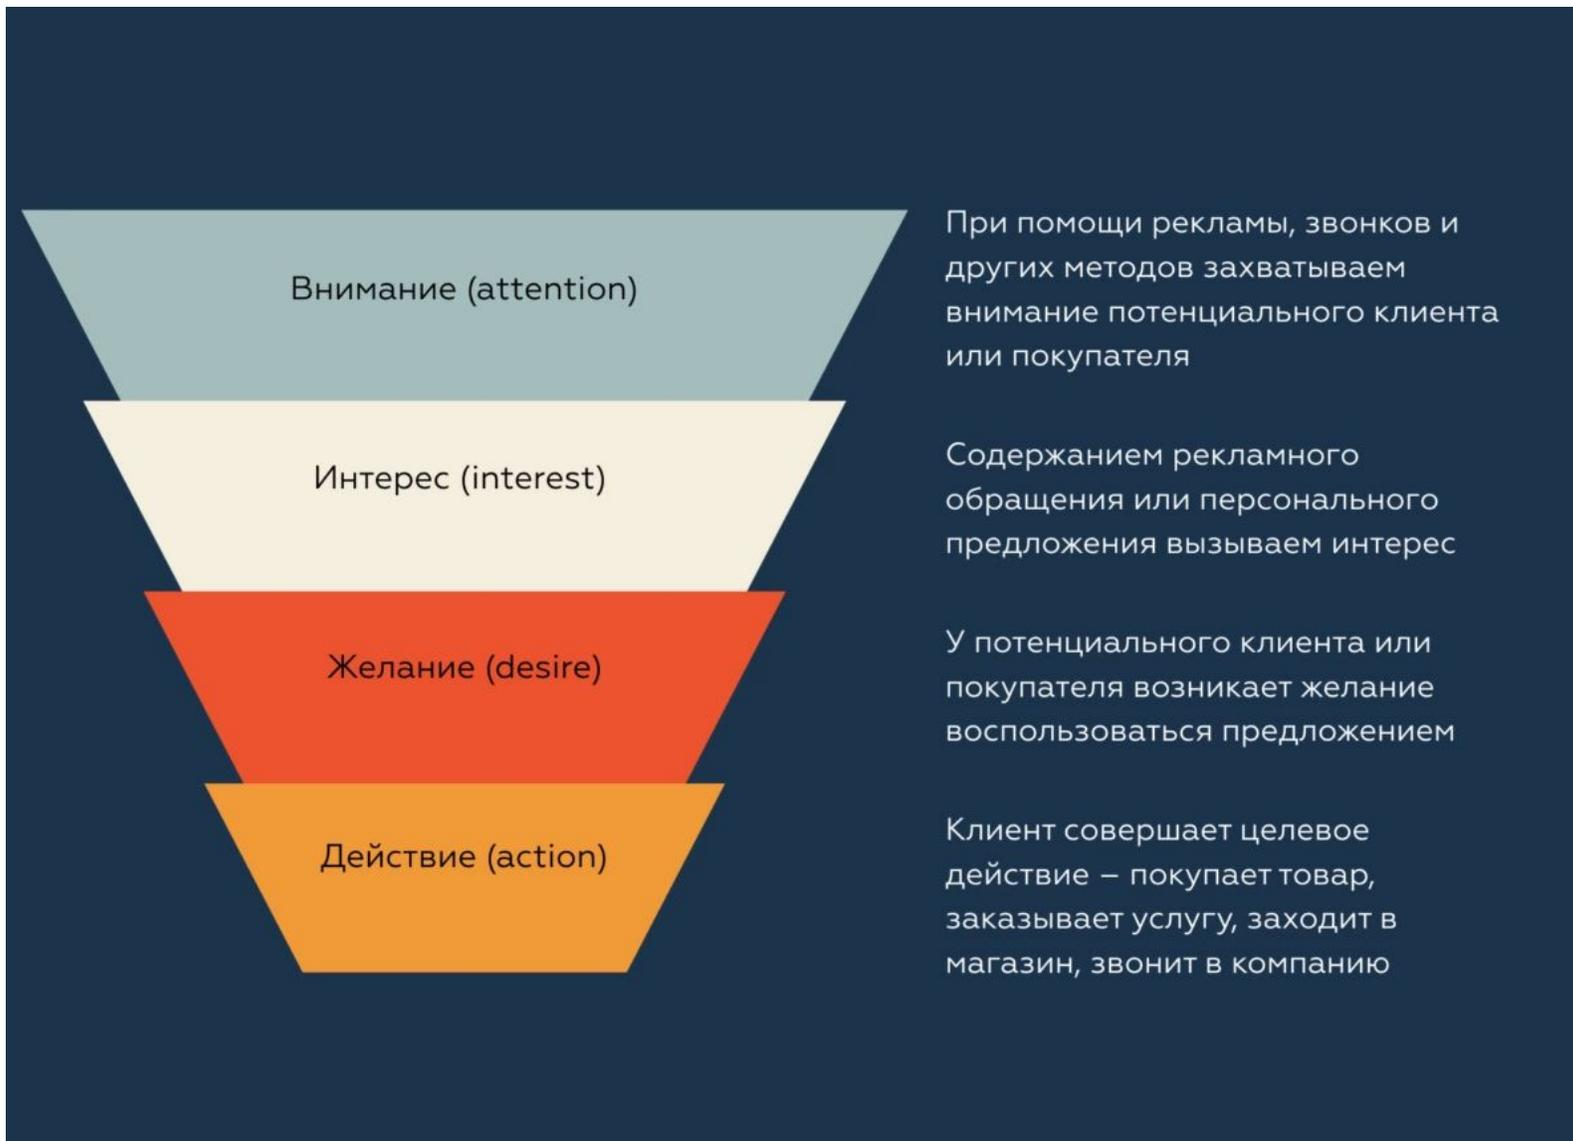 Внимание (attention)
При помощи рекламы, звонков и
других методов захватываем
внимание потенциального клиента
или покупателя
Интерес (interest)
Содержанием рекламного
обращения или персонального
предложения вызываем интерес
Желание (desire)
У потенциального клиента или
покупателя возникает желание
воспользоваться предложением
Действие (action)
Клиент совершает целевое
действие – покупает товар,
заказывает услугу, заходит в
магазин, звонит в компанию